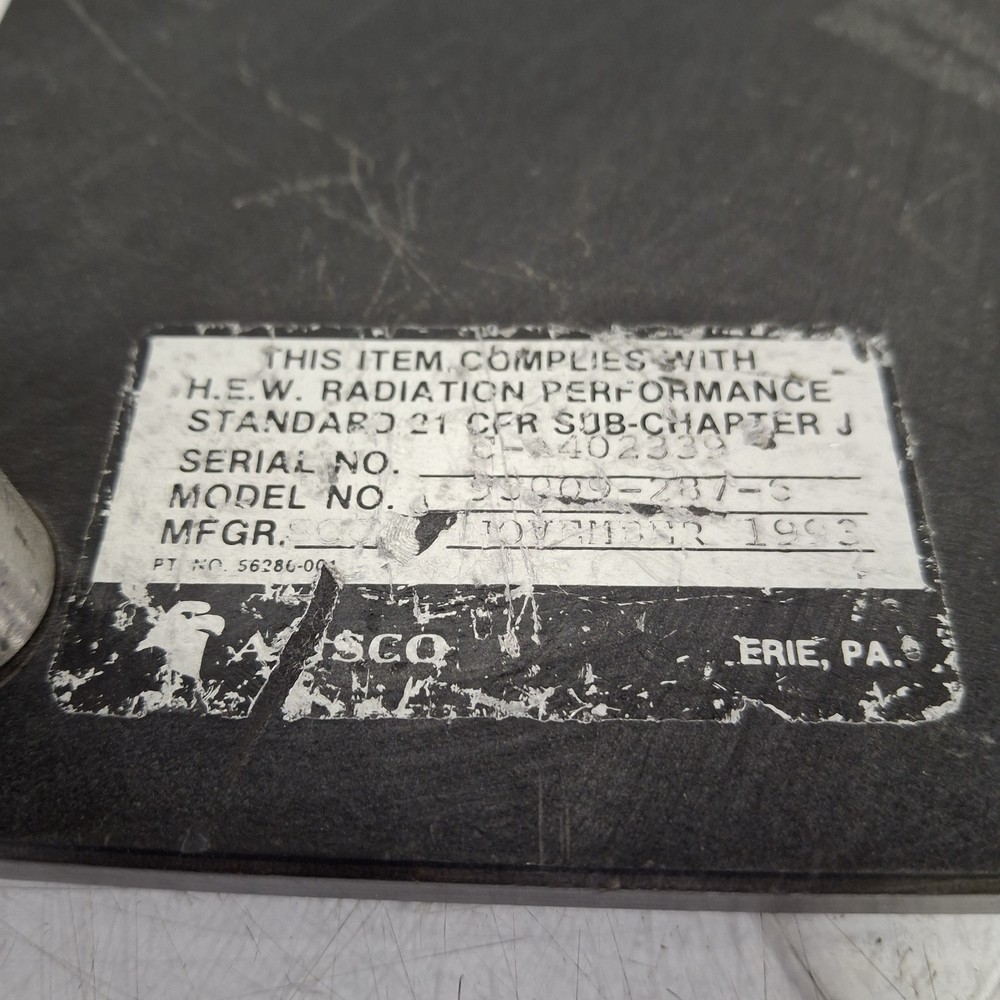 THIS ITEM COMPLIES WITH
H.E.W. RADIATION PERFORMANCE
STANDARD 21 CFR SUB-CHAPTER J
SERIAL NO.
MODEL NO.
MFGR. NOVEMBER 1993
PT. NO. 56286-001
ERIE, PA.